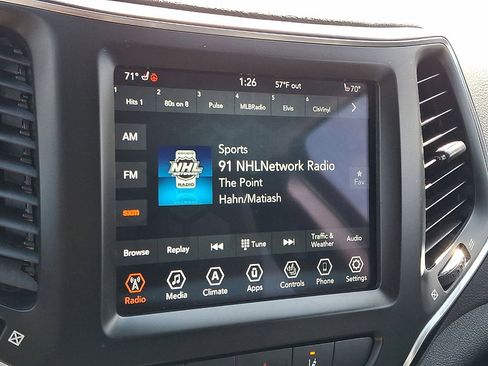 71° 1:26 57°F out 70°
1 2 3 4 5 6
Hits 1 80s on 8 Pulse MLBRadio Elvis ClsVinyl
AM
FM
sxm
NHL
NETWORK
RADIO
Sports
91 NHLNetwork Radio
The Point
Hahn/Matiash
Fav
Browse Replay Tune Traffic & Weather Audio
Radio Media Climate Apps Controls Phone Settings